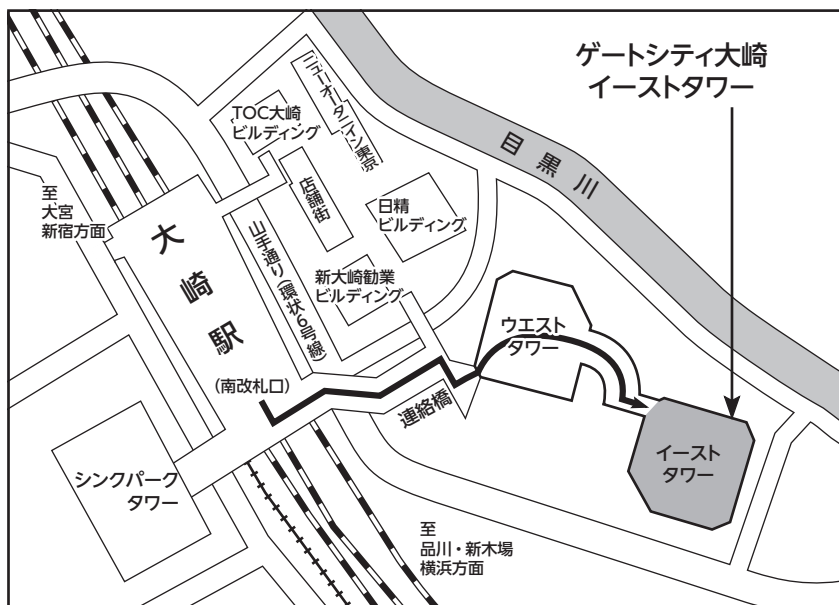 ゲートシティ大崎
イーストタワー
ニューオータニイン東京
TOC大崎
ビルディング
目黒川
至
大宮
新宿方面
店舗街
日精
ビルディング
大崎駅
山手通り(環状6号線)
新大崎勧業
ビルディング
ウエスト
タワー
(南改札口)
連絡橋
イースト
タワー
シンクパーク
タワー
至
品川・新木場
横浜方面